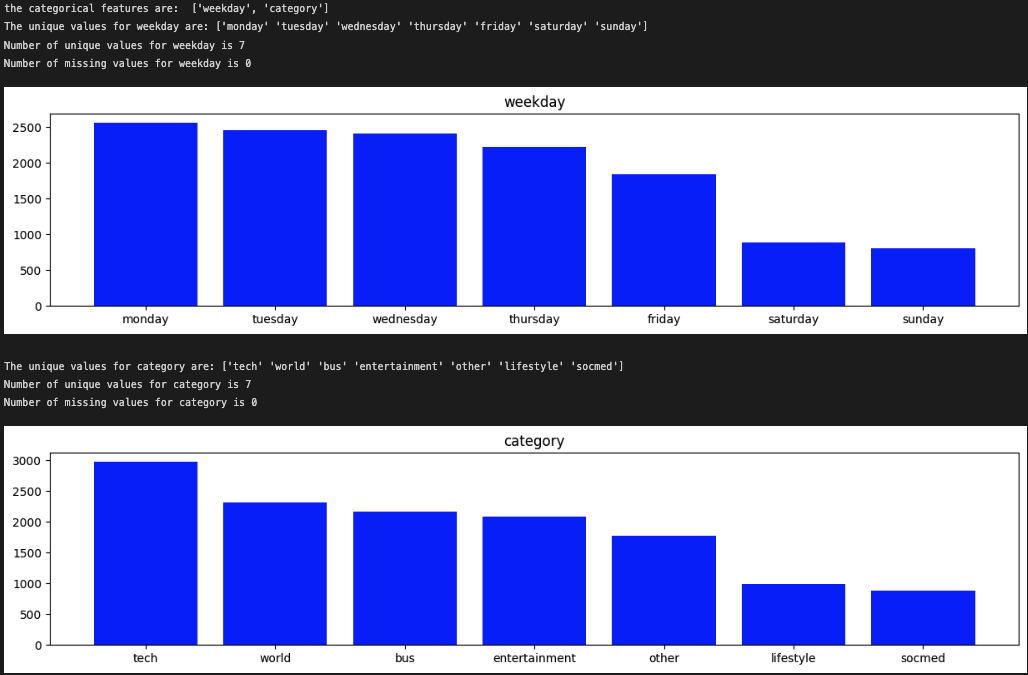 the categorical features are:  ['weekday', 'category']
The unique values for weekday are: ['monday' 'tuesday' 'wednesday' 'thursday' 'friday' 'saturday' 'sunday']
Number of unique values for weekday is 7
Number of missing values for weekday is 0
weekday
2500
2000
1500
1000
500
0
monday tuesday wednesday thursday friday saturday sunday
The unique values for category are: ['tech' 'world' 'bus' 'entertainment' 'other' 'lifestyle' 'socmed']
Number of unique values for category is 7
Number of missing values for category is 0
category
3000
2500
2000
1500
1000
500
0
tech world bus entertainment other lifestyle socmed